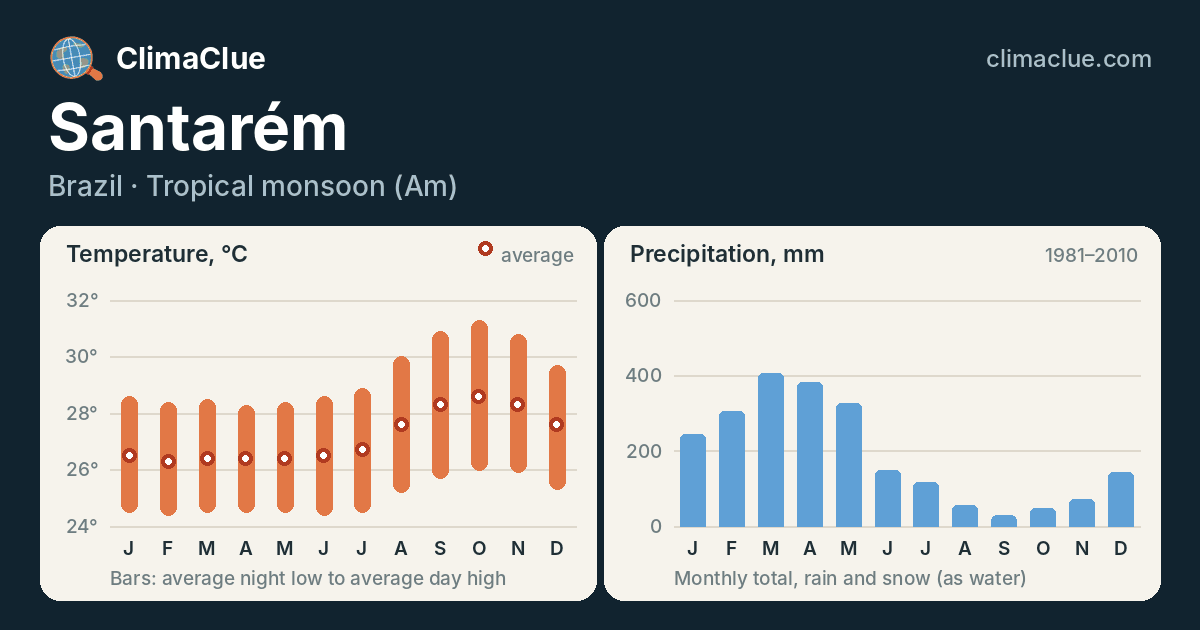 ClimaClue
climaclue.com
Santarém
Brazil · Tropical monsoon (Am)
Temperature, °C
average
32°
30°
28°
26°
24°
J F M A M J J A S O N D
Bars: average night low to average day high
Precipitation, mm
1981–2010
600
400
200
0
J F M A M J J A S O N D
Monthly total, rain and snow (as water)